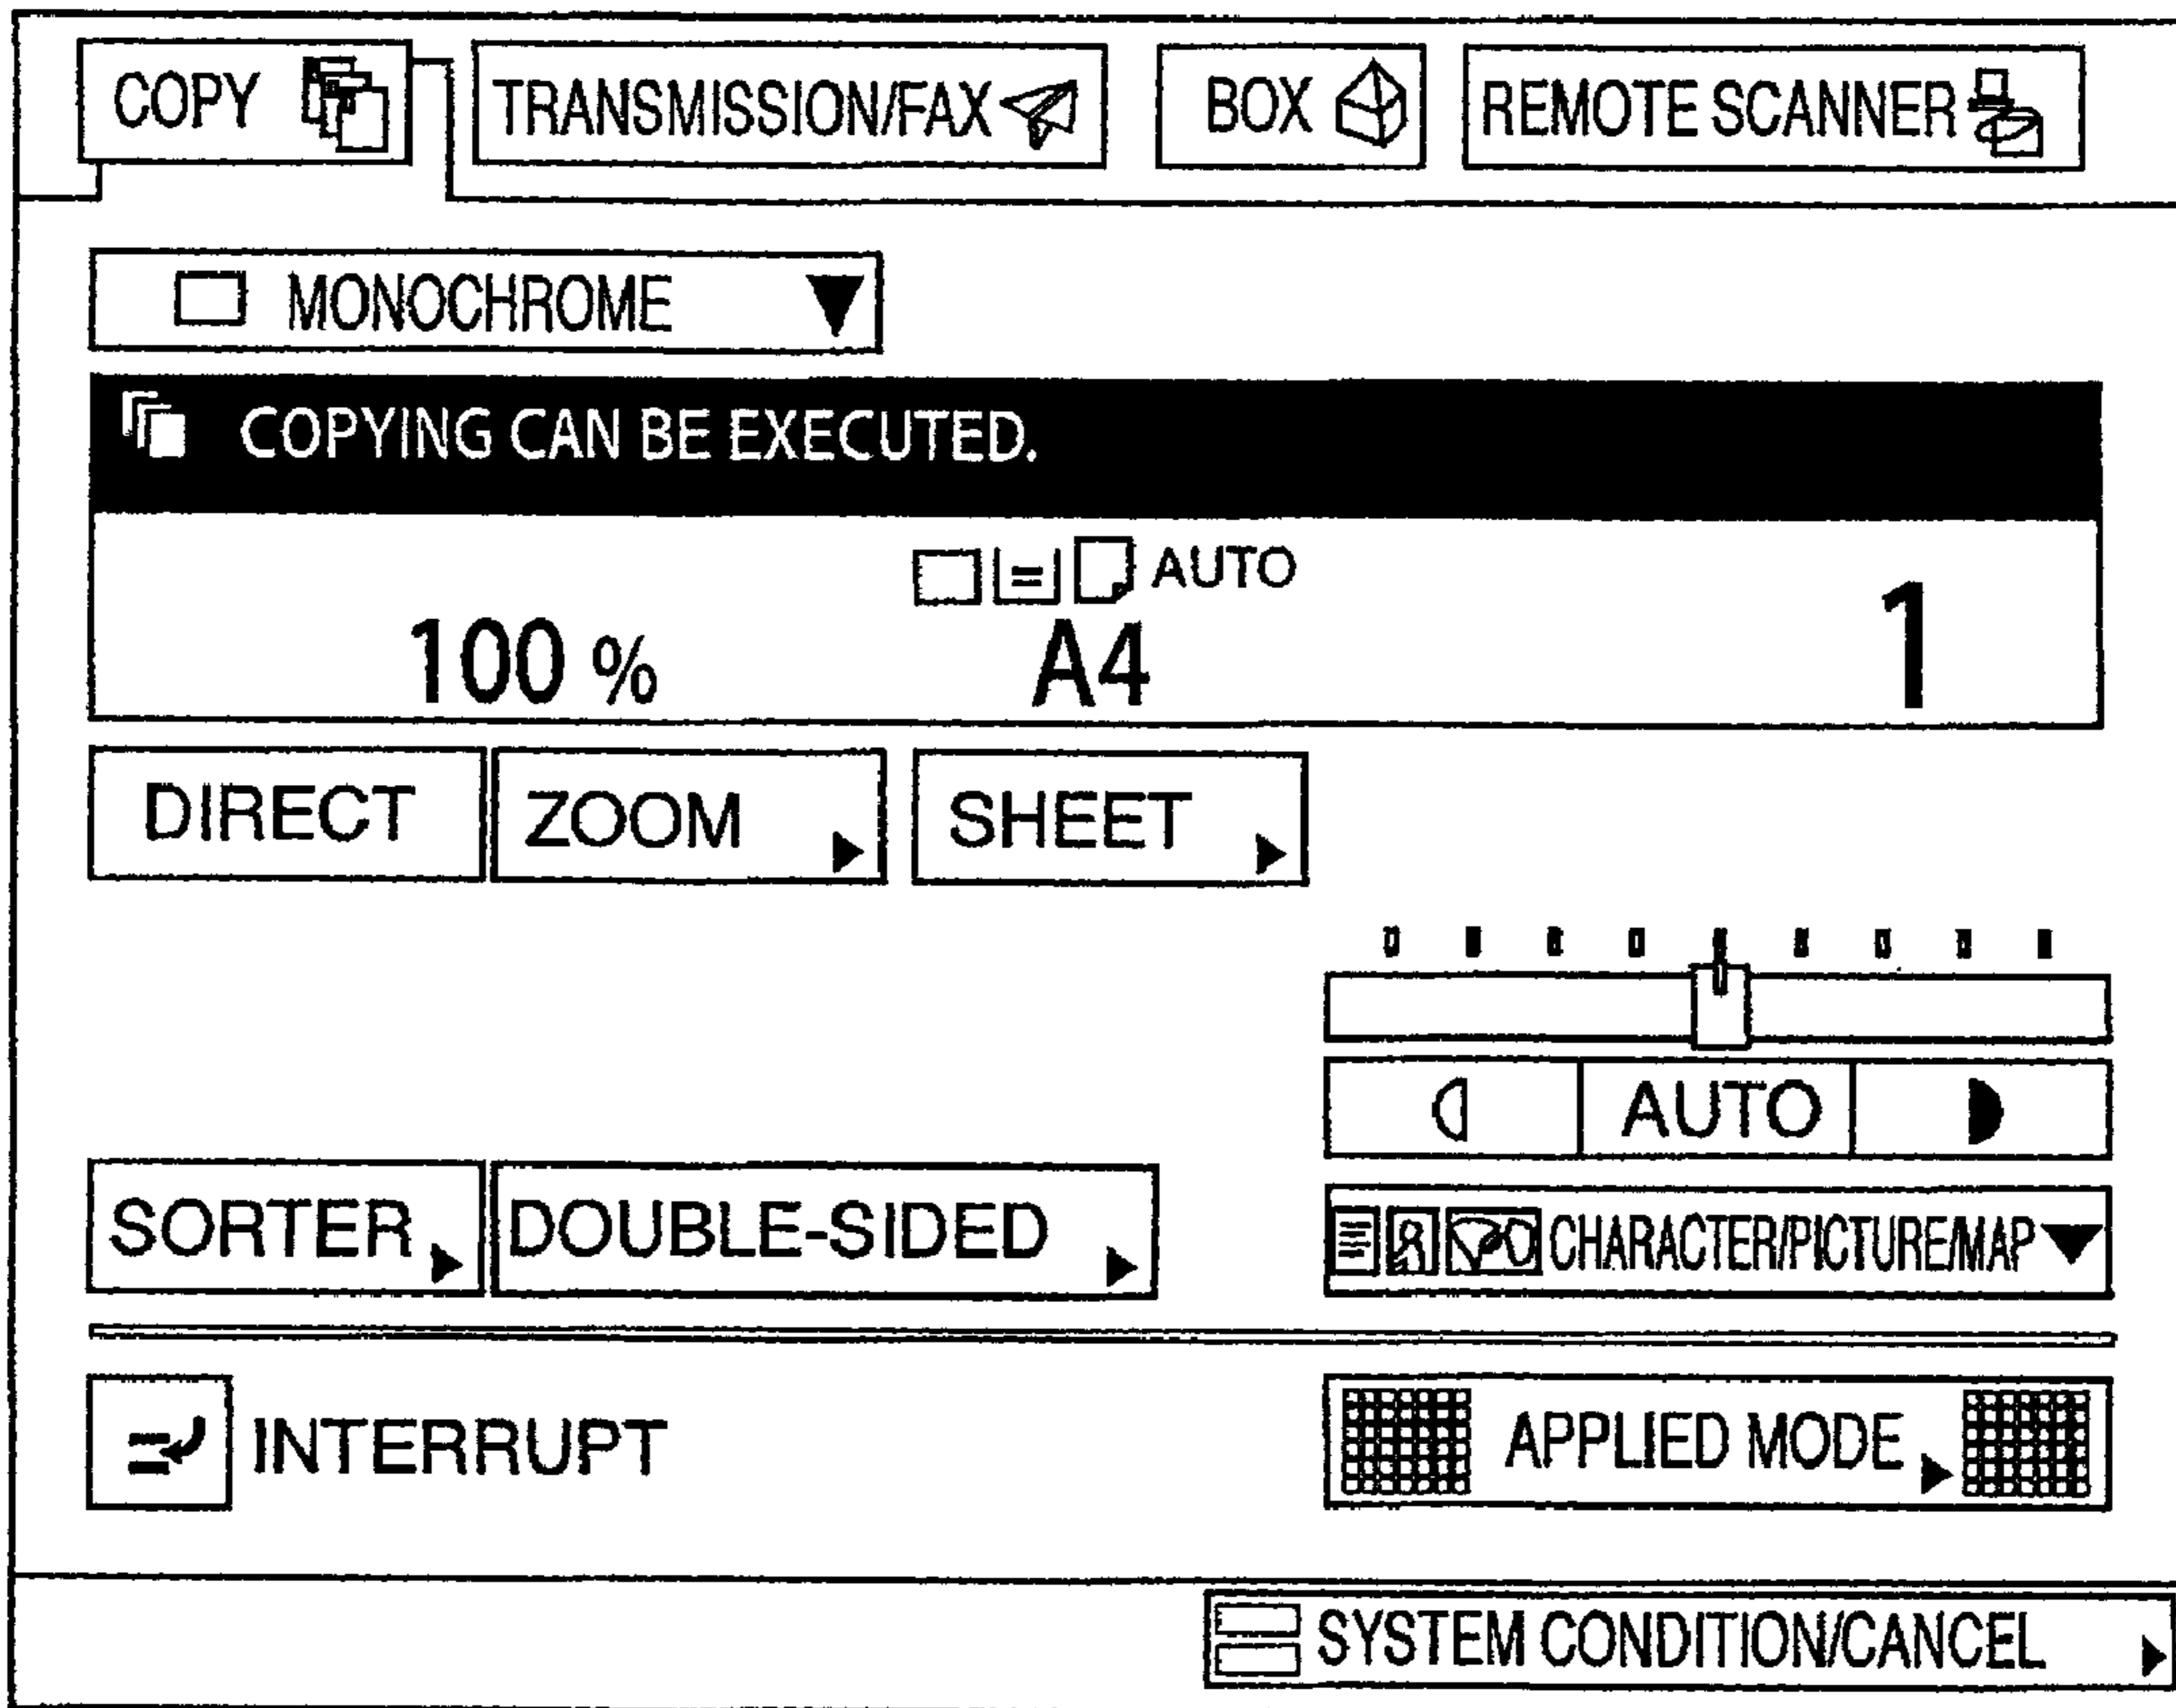 COPY TRANSMISSION/FAX BOX REMOTE SCANNER
MONOCHROME
COPYING CAN BE EXECUTED.
AUTO
100 % A4 1
DIRECT ZOOM SHEET
AUTO
SORTER DOUBLE-SIDED CHARACTER/PICTURE/MAP
INTERRUPT APPLIED MODE
SYSTEM CONDITION/CANCEL